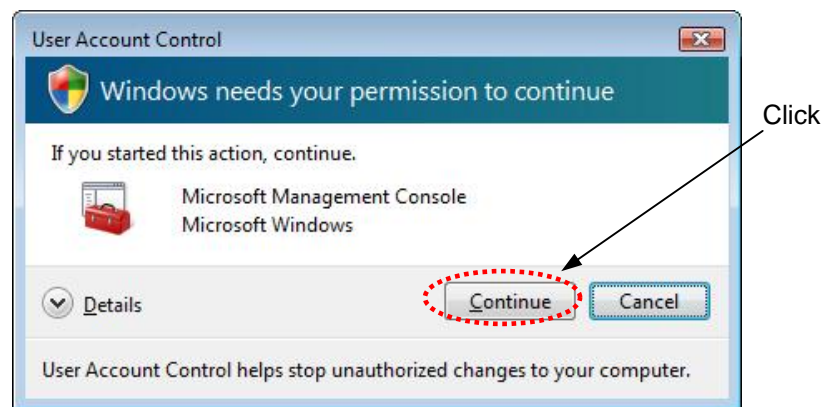 User Account Control
Windows needs your permission to continue
Click
If you started this action, continue.
Microsoft Management Console
Microsoft Windows
Details
Continue
Cancel
User Account Control helps stop unauthorized changes to your computer.